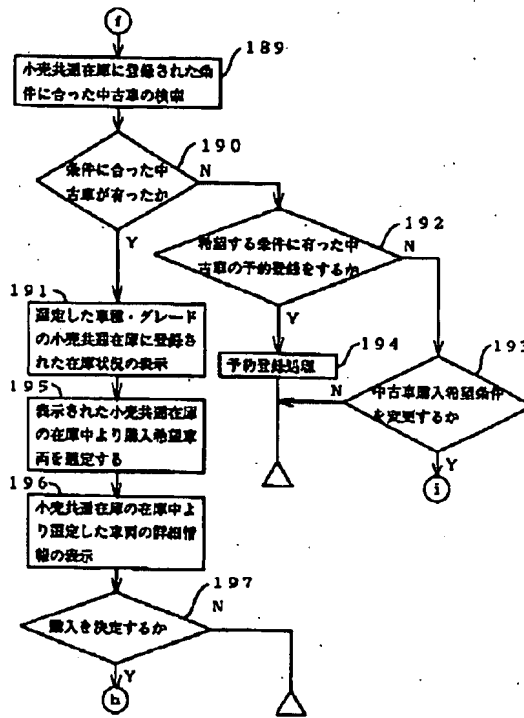 f
189
小売共通在庫に登録された条
件に合った中古車の検索
190
条件に合った中
古車が有ったか
N
Y
192
希望する条件に有った中
古車の予約登録をするか
N
Y
191
選定した車種・グレード
の小売共通在庫に登録さ
れた在庫状況の表示
194
予約登録処理
193
中古車購入希望条件
を変更するか
N
Y
i
195
表示された小売共通在庫
の在庫中より購入希望車
両を選定する
196
小売共通在庫の在庫中よ
り選定した車両の詳細情
報の表示
197
購入を決定するか
N
Y
h